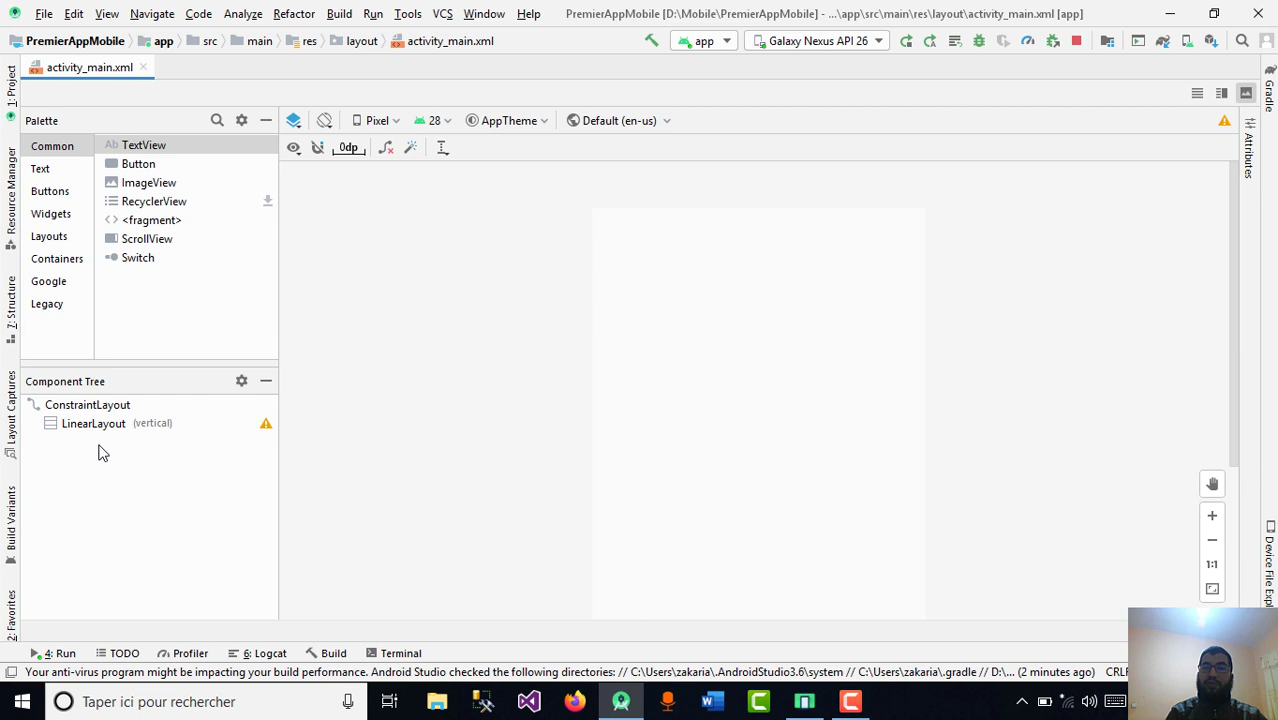 File Edit View Navigate Code Analyze Refactor Build Run Tools VCS Window Help PremierAppMobile [D:\Mobile\PremierAppMobile] - ...\app\src\main\res\layout\activity_main.xml [app]
PremierAppMobile app src main res layout activity_main.xml app Galaxy Nexus API 26
activity_main.xml
Palette Pixel 28 AppTheme Default (en-us)
Common
Text
Buttons
Widgets
Layouts
Containers
Google
Legacy
Ab TextView
Button
ImageView
RecyclerView
<> <fragment>
ScrollView
Switch
0dp
Component Tree
ConstraintLayout
LinearLayout (vertical)
1: Project
Resource Manager
7: Structure
Layout Captures
Build Variants
2: Favorites
Gradle
Attributes
Device File Expl
1:1
4: Run TODO Profiler 6: Logcat Build Terminal
Your anti-virus program might be impacting your build performance. Android Studio checked the following directories: // C:\Users\zakaria\.AndroidStudio3.6\system // C:\Users\zakaria\.gradle // D:\... (2 minutes ago) CRLF
Taper ici pour rechercher